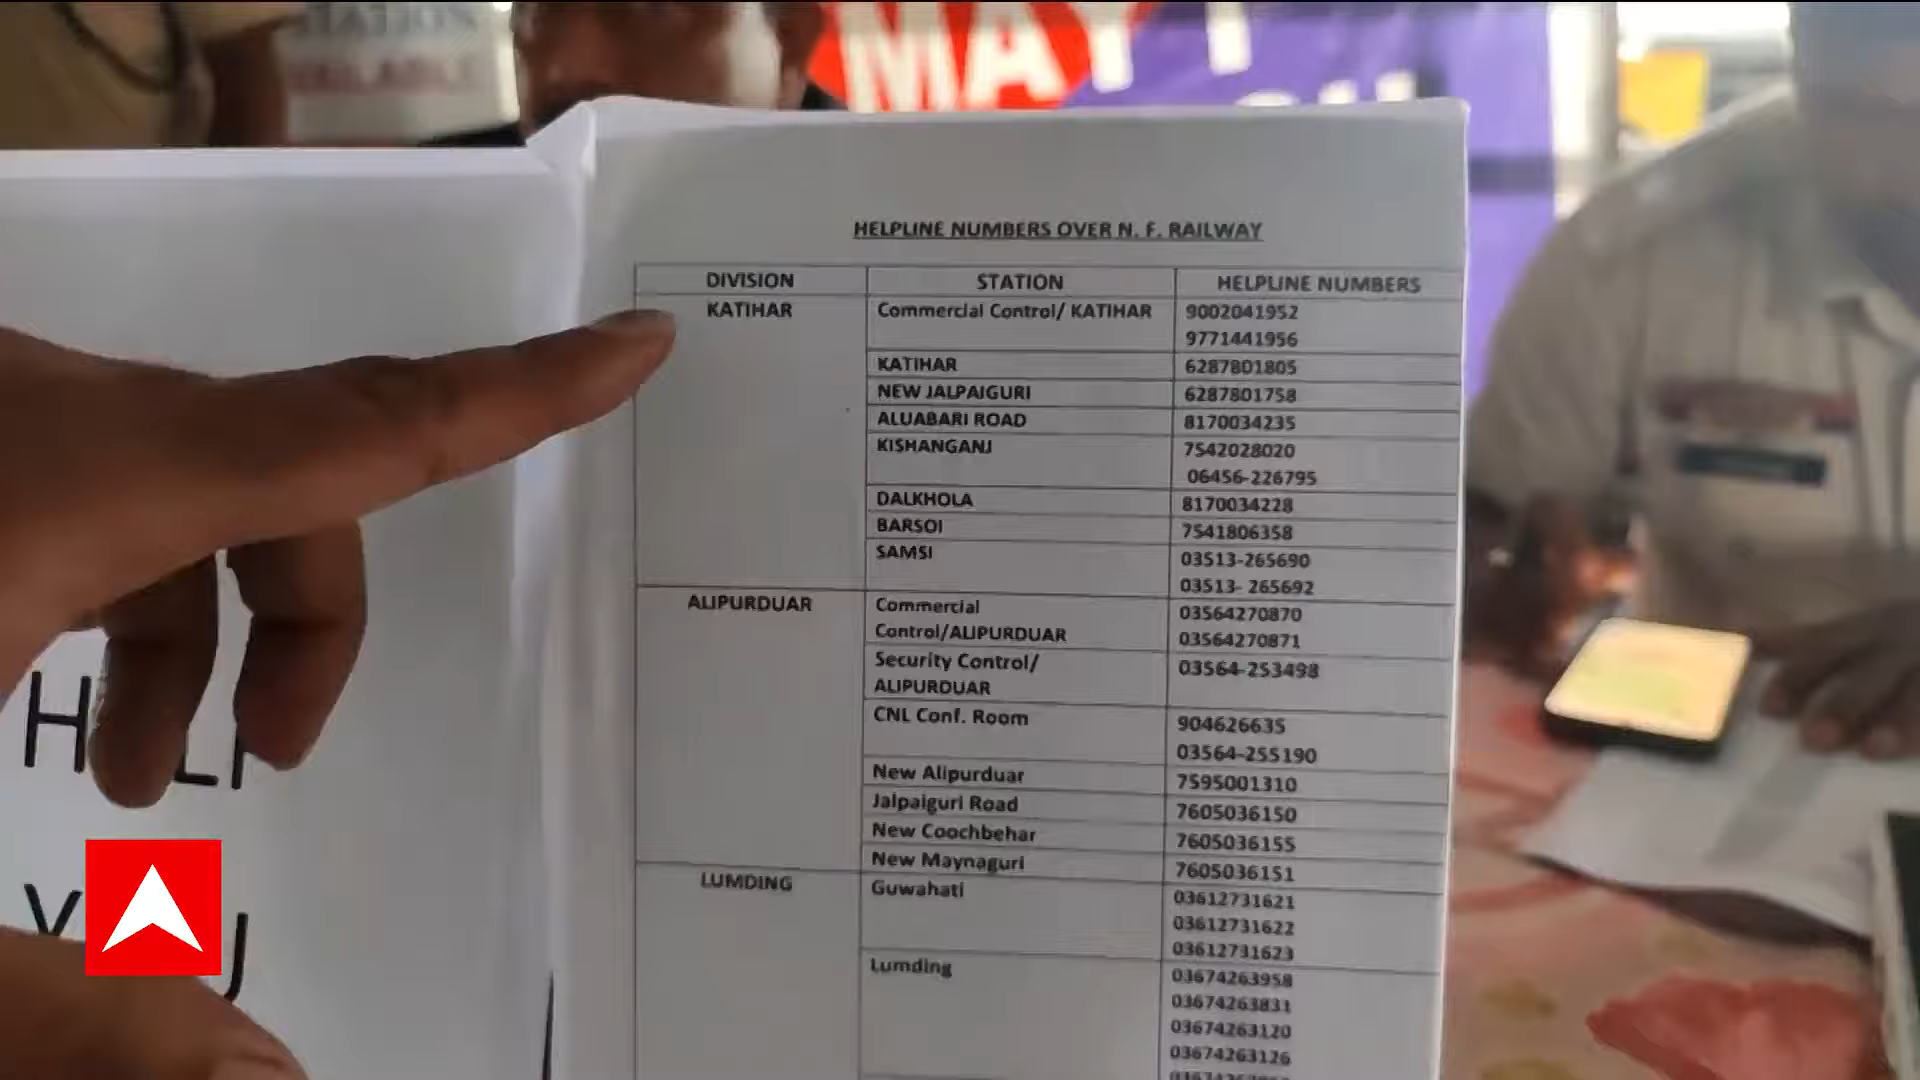 MAY I
HELPLINE NUMBERS OVER N. F. RAILWAY
DIVISION STATION HELPLINE NUMBERS
KATIHAR Commercial Control/ KATIHAR 9002041952
9771441956
KATIHAR 6287801805
NEW JALPAIGURI 6287801758
ALUABARI ROAD 8170034235
KISHANGANJ 7542028020
06456-226795
DALKHOLA 8170034228
BARSOI 7541806358
SAMSI 03513-265690
03513- 265692
ALIPURDUAR Commercial 03564270870
Control/ALIPURDUAR 03564270871
Security Control/ 03564-253498
ALIPURDUAR
CNL Conf. Room 904626635
03564-255190
New Alipurduar 7595001310
Jalpaiguri Road 7605036150
New Coochbehar 7605036155
New Maynaguri 7605036151
LUMDING Guwahati 03612731621
03612731622
03612731623
Lumding 03674263958
03674263831
03674263120
03674263126